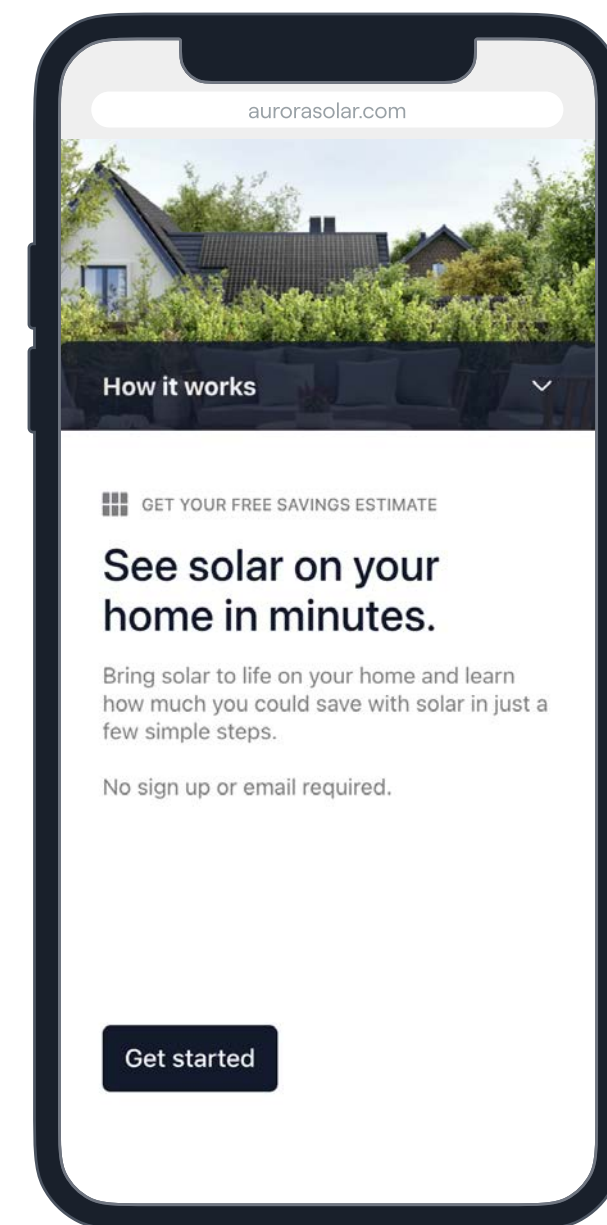 aurorasolar.com
How it works
GET YOUR FREE SAVINGS ESTIMATE
See solar on your
home in minutes.
Bring solar to life on your home and learn
how much you could save with solar in just a
few simple steps.
No sign up or email required.
Get started